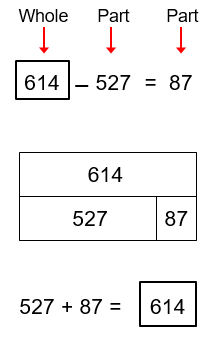 Whole Part Part
614 – 527 = 87
614
527 87
527 + 87 = 614